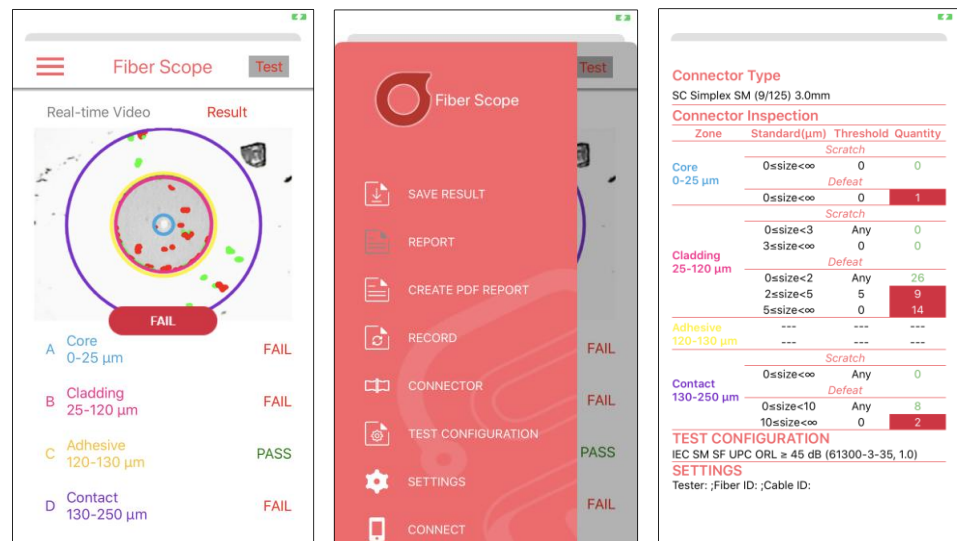 Fiber Scope
Test
Real-time Video
Result
FAIL
A Core 0-25 μm FAIL
B Cladding 25-120 μm FAIL
C Adhesive 120-130 μm PASS
D Contact 130-250 μm FAIL
Fiber Scope
Test
SAVE RESULT
REPORT
CREATE PDF REPORT
RECORD
FAIL
CONNECTOR
FAIL
TEST CONFIGURATION
PASS
SETTINGS
FAIL
CONNECT
Connector Type
SC Simplex SM (9/125) 3.0mm
Connector Inspection
Zone Standard(μm) Threshold Quantity
Scratch
Core
0-25 μm
0≤size<∞ 0 0
Defeat
0≤size<∞ 0 1
Scratch
0≤size<3 Any 0
3≤size<∞ 0 0
Cladding
25-120 μm
Defeat
0≤size<2 Any 26
2≤size<5 5 9
5≤size<∞ 0 14
Adhesive --- --- ---
120-130 μm --- --- ---
Scratch
0≤size<∞ Any 0
Contact
130-250 μm
Defeat
0≤size<10 Any 8
10≤size<∞ 0 2
TEST CONFIGURATION
IEC SM SF UPC ORL ≥ 45 dB (61300-3-35, 1.0)
SETTINGS
Tester: ;Fiber ID: ;Cable ID: